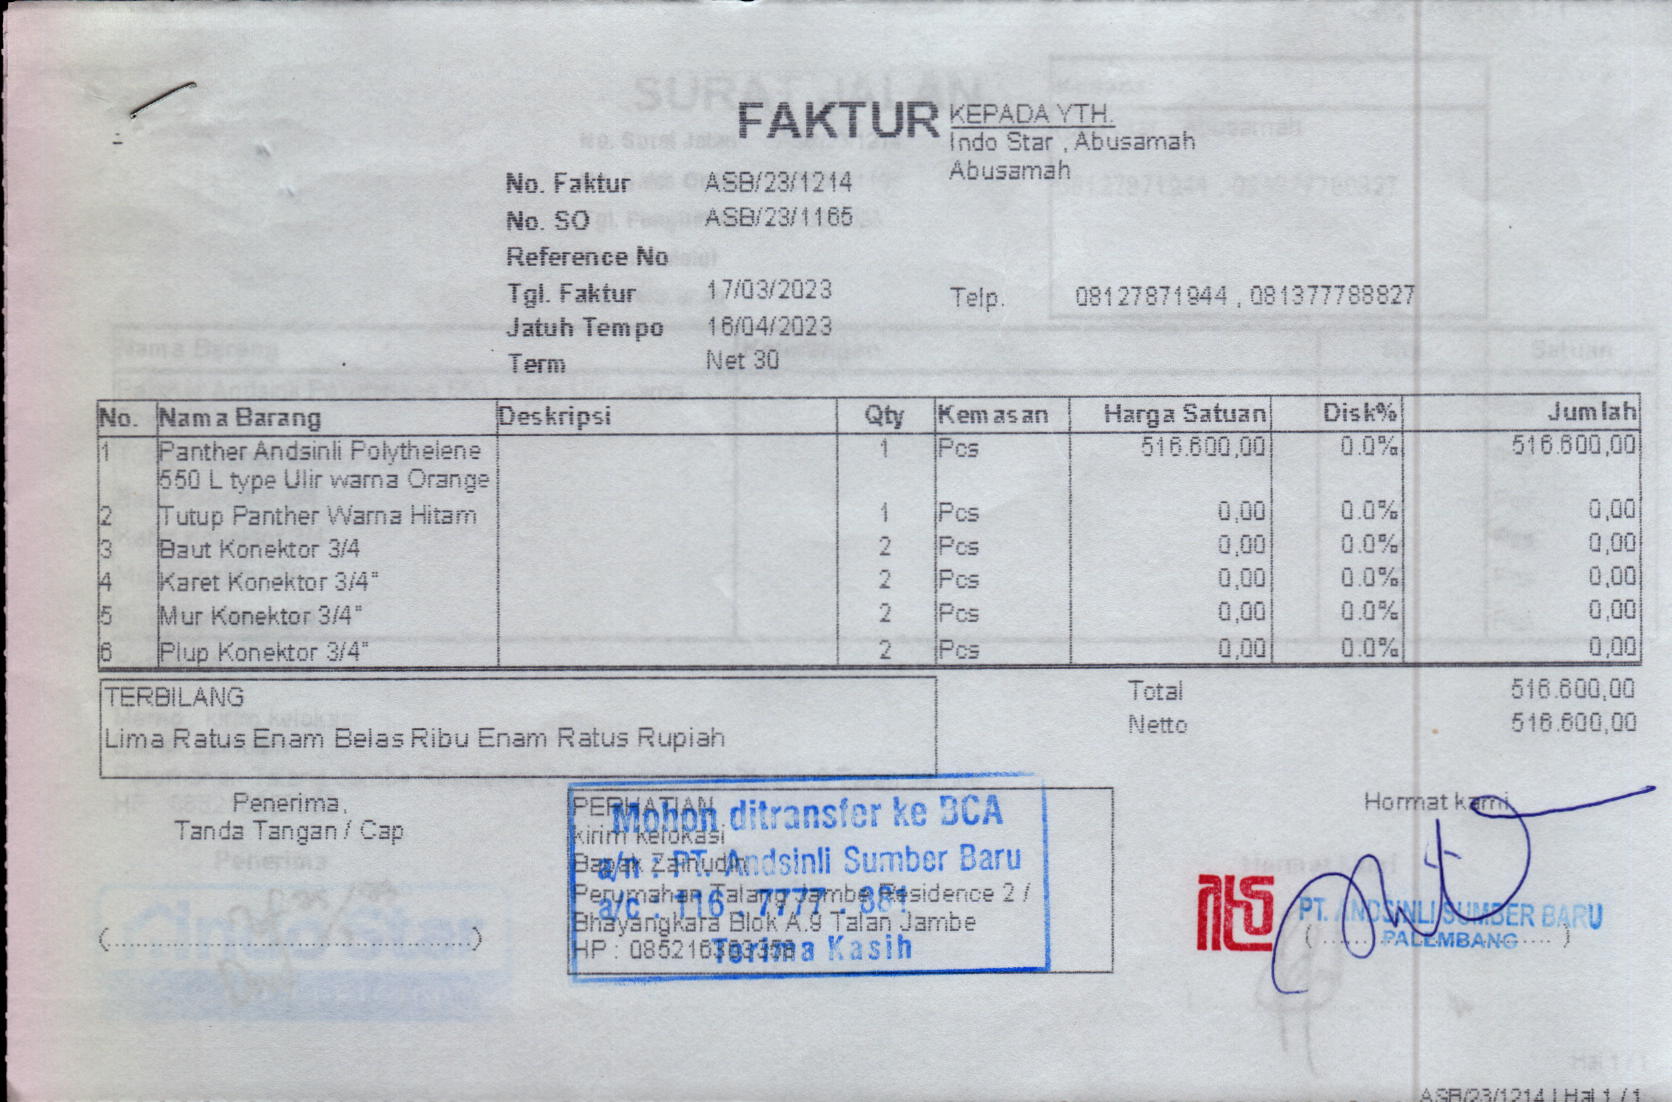 FAKTUR
KEPADA YTH.
Indo Star , Abusamah
Abusamah
No. Faktur ASB/23/1214
No. SO ASB/23/1165
Reference No
Tgl. Faktur 17/03/2023
Telp. 08127871944 , 081377788827
Jatuh Tempo 16/04/2023
Term Net 30
No. Nama Barang Deskripsi Qty Kemasan Harga Satuan Disk% Jumlah
1 Panther Andsinli Polythelene 1 Pcs 516.600,00 0.0% 516.600,00
550 L type Ulir warna Orange
2 Tutup Panther Warna Hitam 1 Pcs 0,00 0.0% 0,00
3 Baut Konektor 3/4 2 Pcs 0,00 0.0% 0,00
4 Karet Konektor 3/4" 2 Pcs 0,00 0.0% 0,00
5 Mur Konektor 3/4" 2 Pcs 0,00 0.0% 0,00
6 Plup Konektor 3/4" 2 Pcs 0,00 0.0% 0,00
TERBILANG
Lima Ratus Enam Belas Ribu Enam Ratus Rupiah
Total 516.600,00
Netto 516.600,00
Penerima,
Tanda Tangan / Cap
(..................................................)
PERHATIAN
kirim kelokasi
Bapak Zainudin
Perumahan Talang Jambe Residence 2 /
Bhayangkara Blok A.9 Talan Jambe
HP :
Mohon ditransfer ke BCA
a/n : PT. Andsinli Sumber Baru
a/c : 116 . 7777 . 381
Terima Kasih
Hormat kami
PT. ANDSINLI SUMBER BARU
PALEMBANG
ASB/23/1214 | Hal 1 / 1